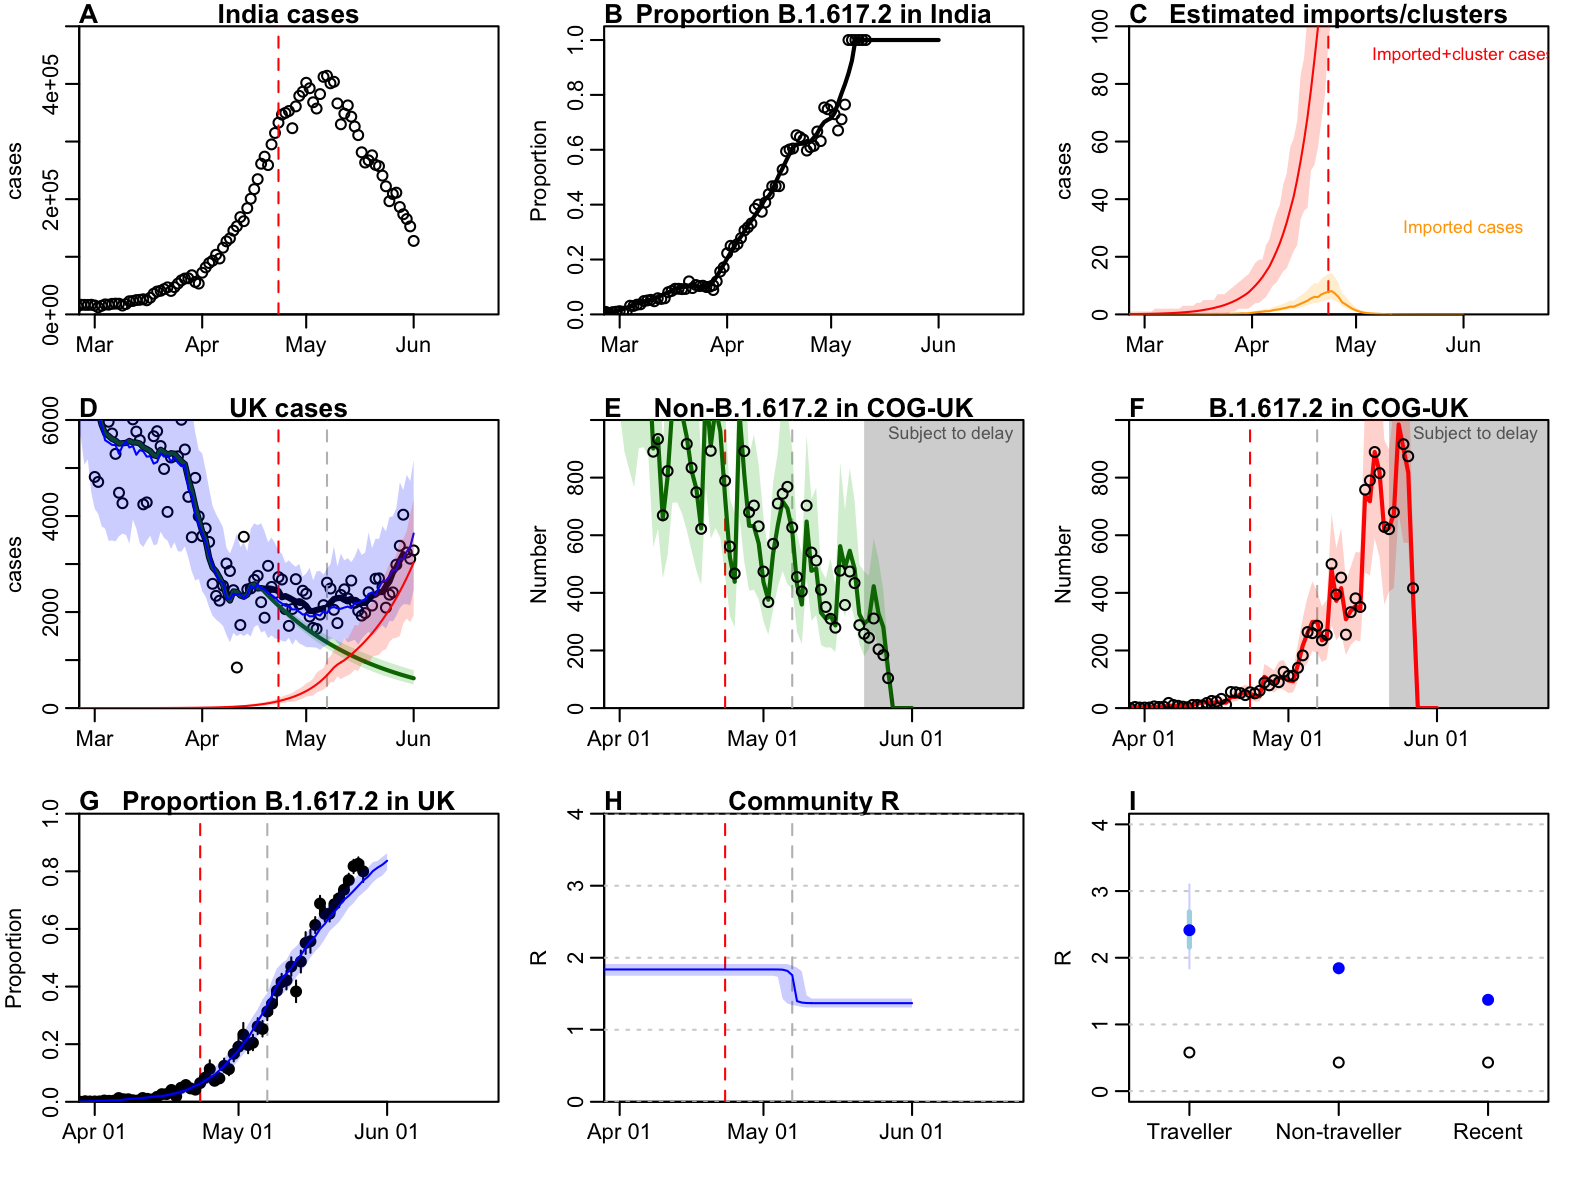 A India cases
cases
0e+00 2e+05 4e+05
Mar Apr May Jun
B Proportion B.1.617.2 in India
Proportion
0.0 0.2 0.4 0.6 0.8 1.0
Mar Apr May Jun
C Estimated imports/clusters
cases
0 20 40 60 80 100
Imported+cluster cases
Imported cases
Mar Apr May Jun
D UK cases
cases
0 2000 4000 6000
Mar Apr May Jun
E Non-B.1.617.2 in COG-UK
Subject to delay
Number
0 200 400 600 800
Apr 01 May 01 Jun 01
F B.1.617.2 in COG-UK
Subject to delay
Number
0 200 400 600 800
Apr 01 May 01 Jun 01
G Proportion B.1.617.2 in UK
Proportion
0.0 0.2 0.4 0.6 0.8 1.0
Apr 01 May 01 Jun 01
H Community R
R
0 1 2 3 4
Apr 01 May 01 Jun 01
I
R
0 1 2 3 4
Traveller Non-traveller Recent